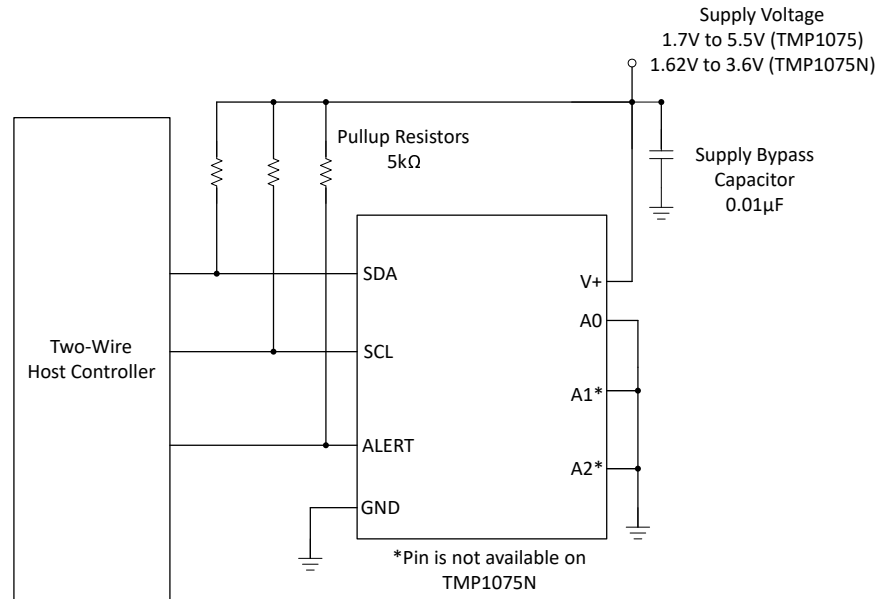 Supply Voltage
1.7V to 5.5V (TMP1075)
1.62V to 3.6V (TMP1075N)
Pullup Resistors
5kΩ
Supply Bypass
Capacitor
0.01µF
Two-Wire
Host Controller
SDA
SCL
ALERT
GND
V+
A0
A1*
A2*
*Pin is not available on
TMP1075N